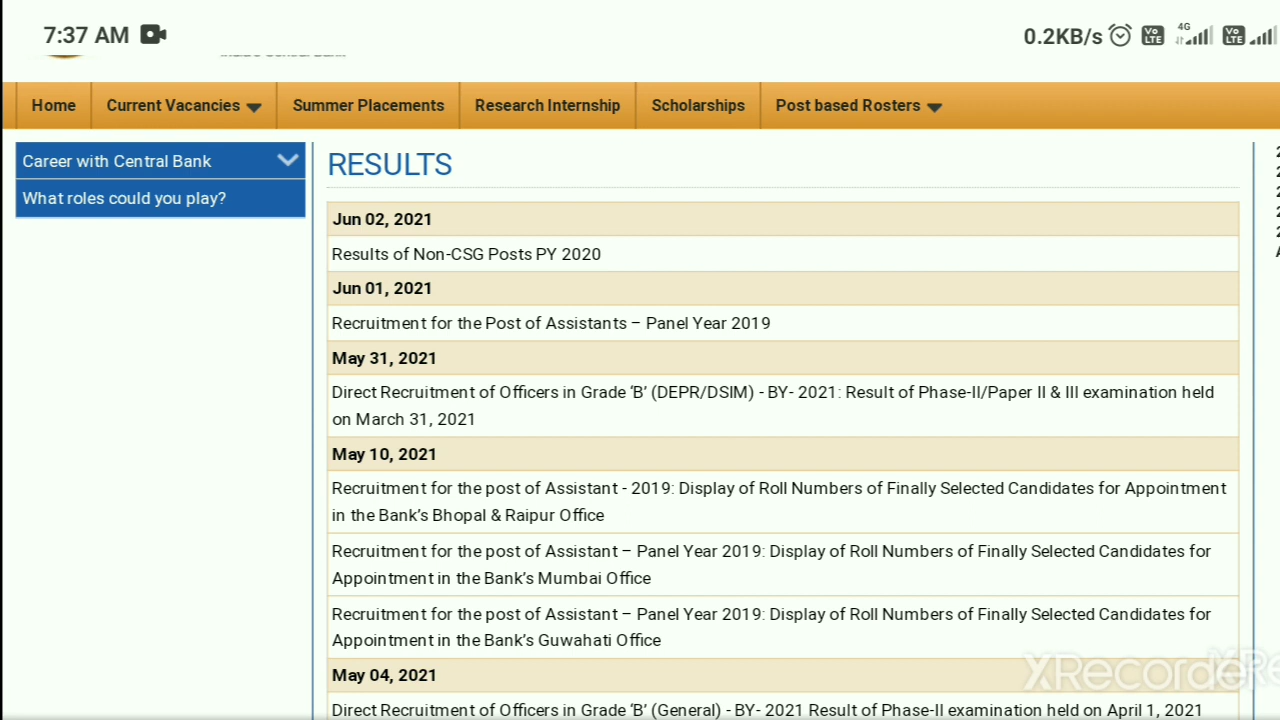 7:37 AM
0.2KB/s
Vo
LTE
4G
Vo
LTE
Home
Current Vacancies
Summer Placements
Research Internship
Scholarships
Post based Rosters
Career with Central Bank
What roles could you play?
RESULTS
Jun 02, 2021
Results of Non-CSG Posts PY 2020
Jun 01, 2021
Recruitment for the Post of Assistants – Panel Year 2019
May 31, 2021
Direct Recruitment of Officers in Grade ‘B’ (DEPR/DSIM) - BY- 2021: Result of Phase-II/Paper II & III examination held
on March 31, 2021
May 10, 2021
Recruitment for the post of Assistant - 2019: Display of Roll Numbers of Finally Selected Candidates for Appointment
in the Bank’s Bhopal & Raipur Office
Recruitment for the post of Assistant – Panel Year 2019: Display of Roll Numbers of Finally Selected Candidates for
Appointment in the Bank’s Mumbai Office
Recruitment for the post of Assistant – Panel Year 2019: Display of Roll Numbers of Finally Selected Candidates for
Appointment in the Bank’s Guwahati Office
May 04, 2021
Direct Recruitment of Officers in Grade ‘B’ (General) - BY- 2021 Result of Phase-II examination held on April 1, 2021
XRecorder